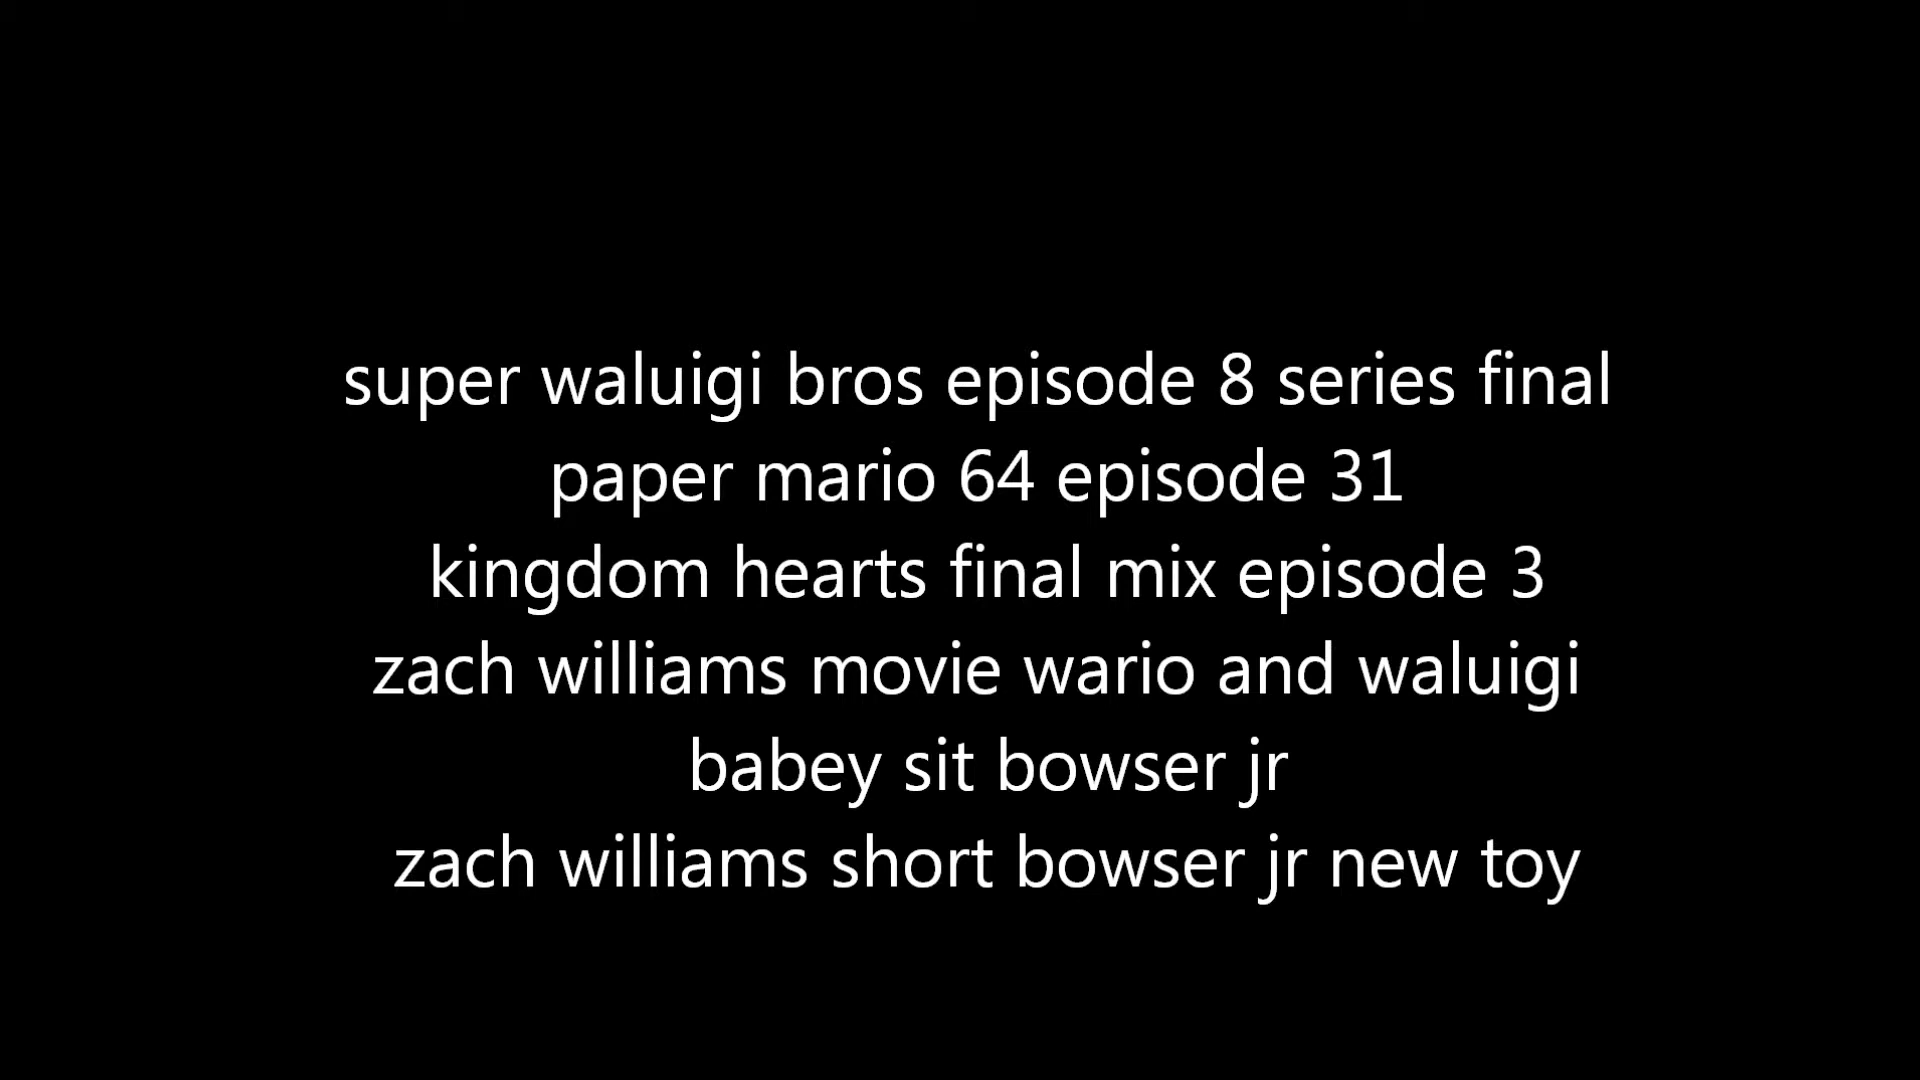 super waluigi bros episode 8 series final
paper mario 64 episode 31
kingdom hearts final mix episode 3
zach williams movie wario and waluigi
babey sit bowser jr
zach williams short bowser jr new toy